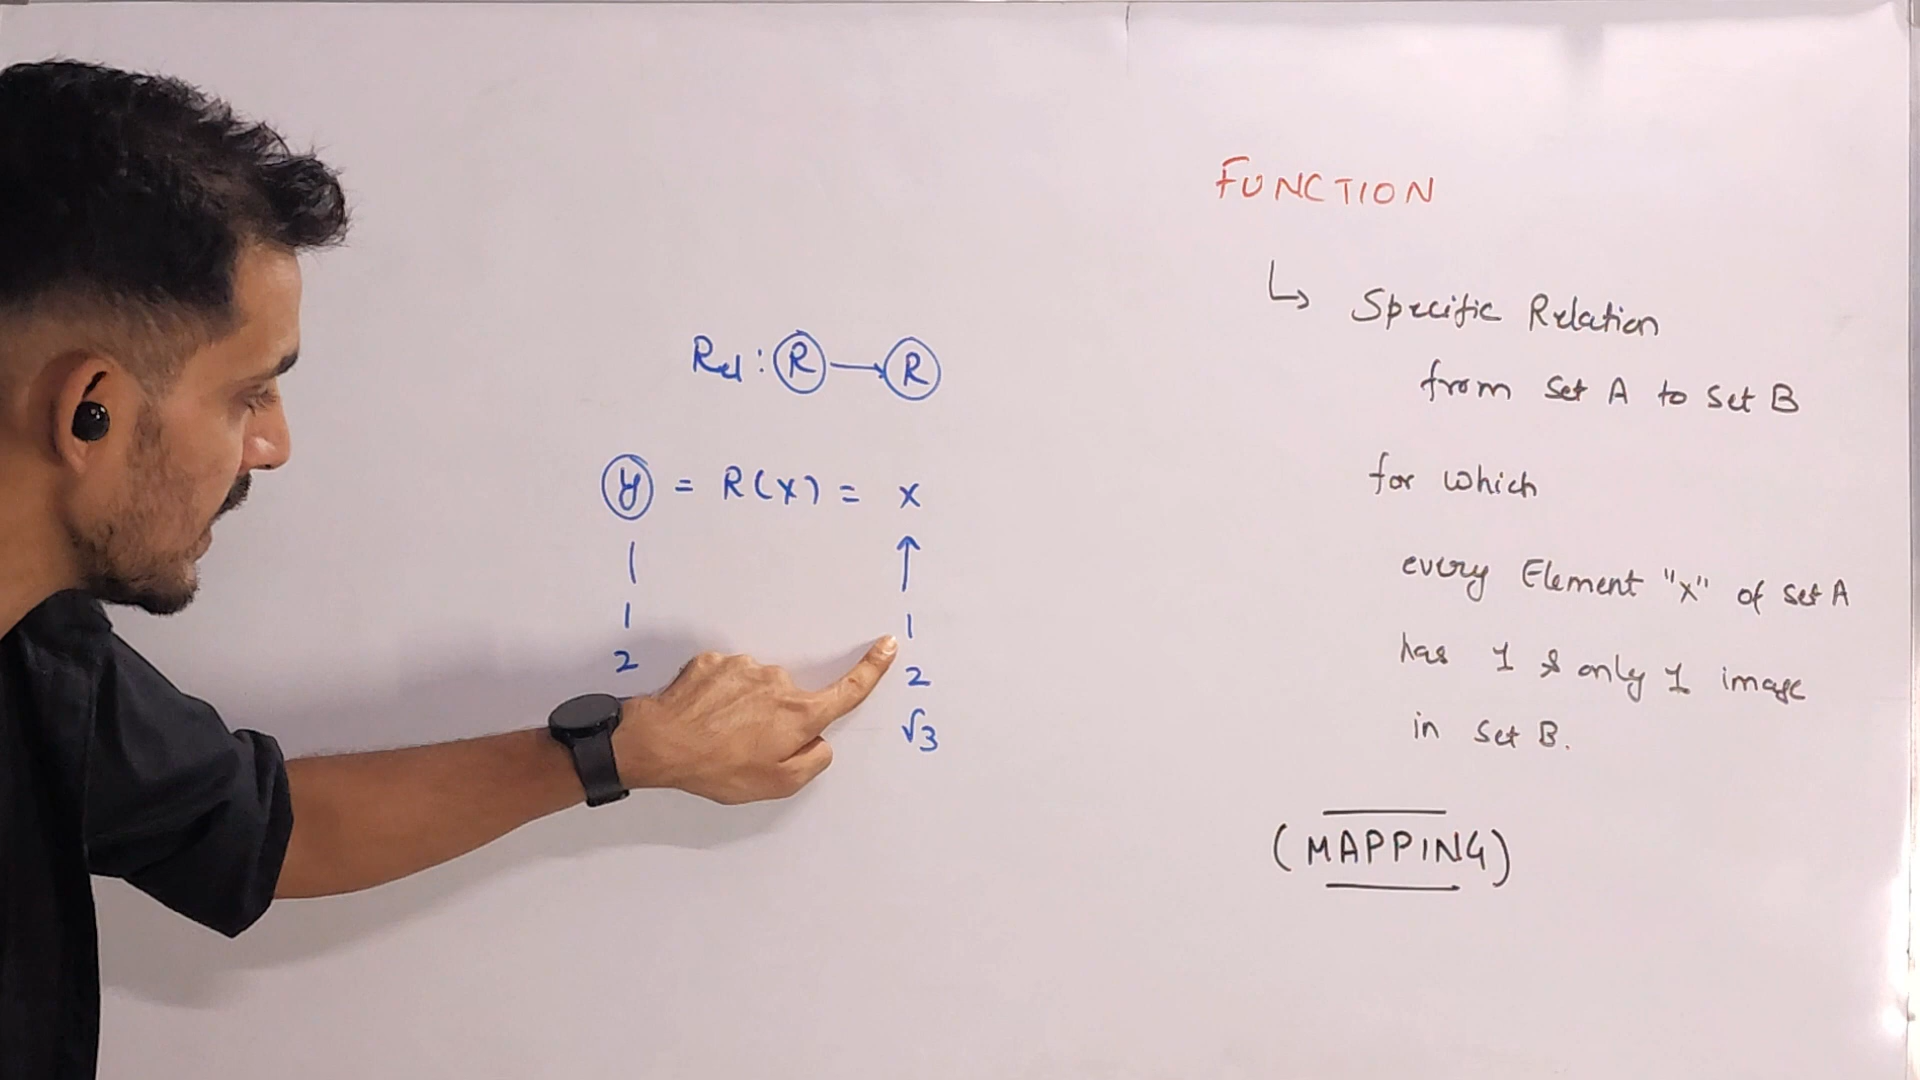 Rel : R → R
y = R(x) = x
| ↑
1 1
2 2
√3
FUNCTION
↳ Specific Relation
from Set A to Set B
for which
every Element "x" of Set A
has 1 & only 1 image
in Set B.
(MAPPING)